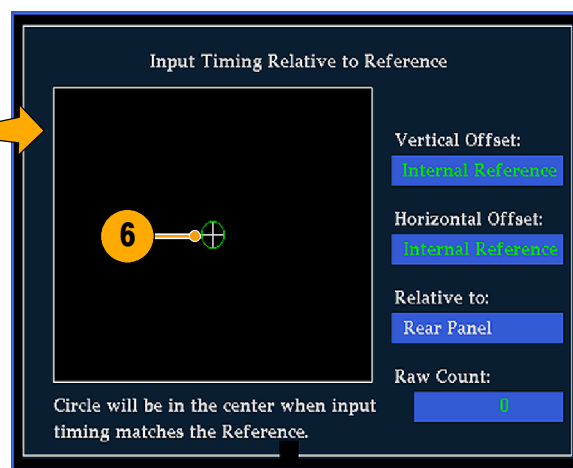 Input Timing Relative to Reference
Vertical Offset:
Internal Reference
Horizontal Offset:
Internal Reference
6
Relative to:
Rear Panel
Raw Count:
0
Circle will be in the center when input
timing matches the Reference.